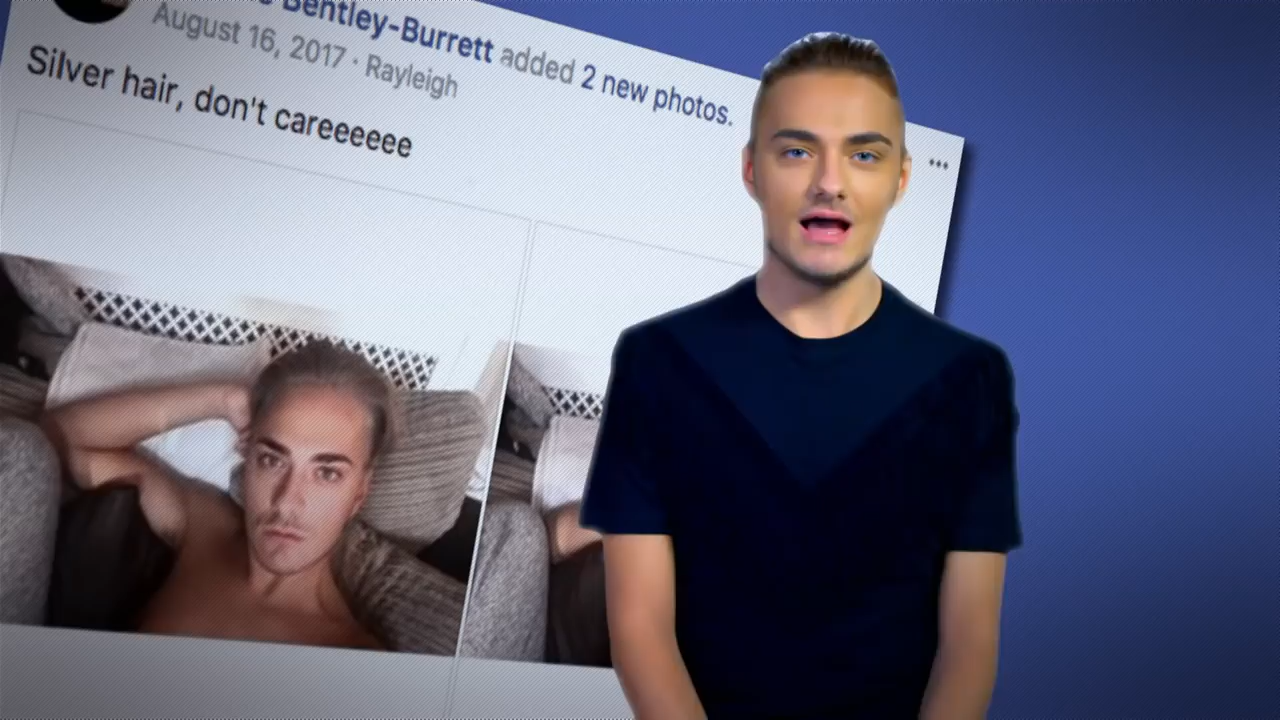 Bentley-Burrett added 2 new photos.
August 16, 2017 · Rayleigh
Silver hair, don't careeeeee